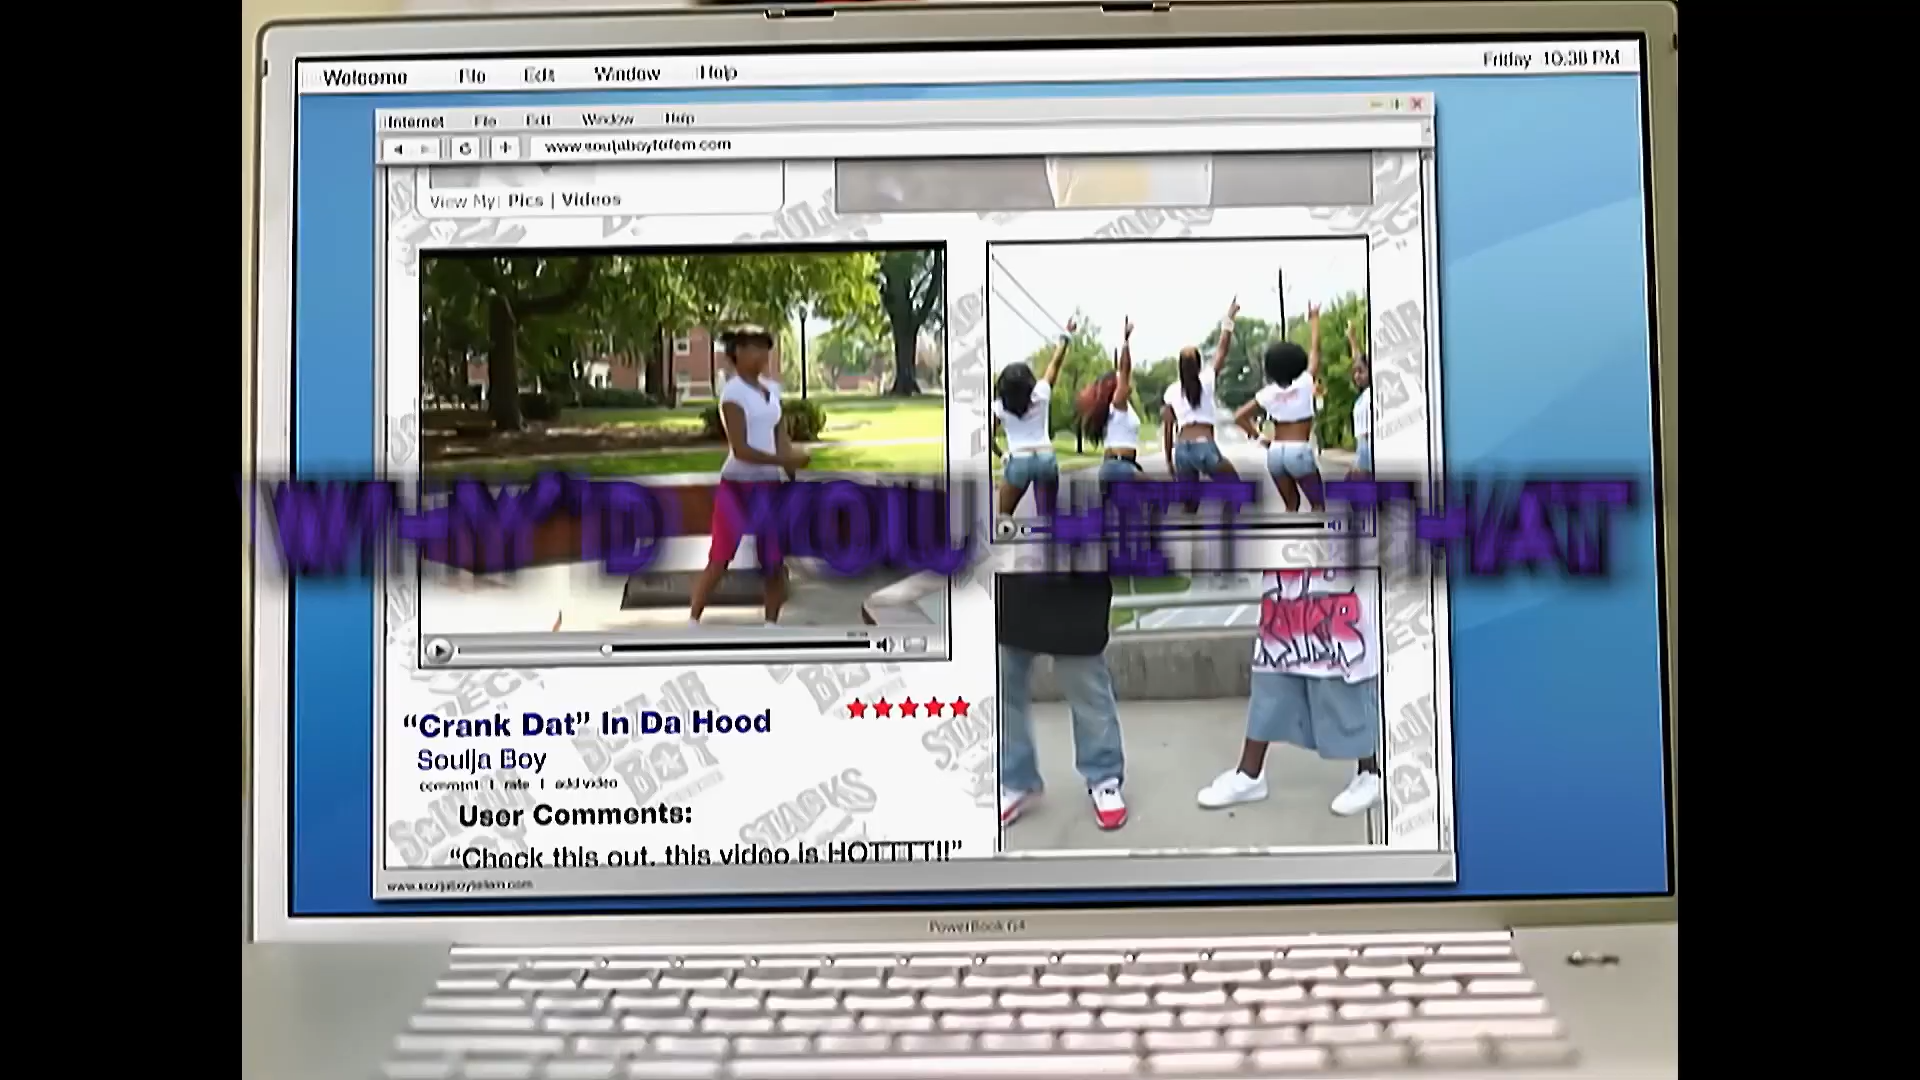 Welcome File Edit Window Help
Friday 10:38 PM
Internet File Edit Window Help
www.souljaboytellem.com
View My: Pics | Videos
WHY'D YOU HIT THAT
"Crank Dat" In Da Hood
Soulja Boy
comment | rate | add video
User Comments:
"Check this out, this video is HOTTTT!!"
www.souljaboytellem.com
PowerBook G4